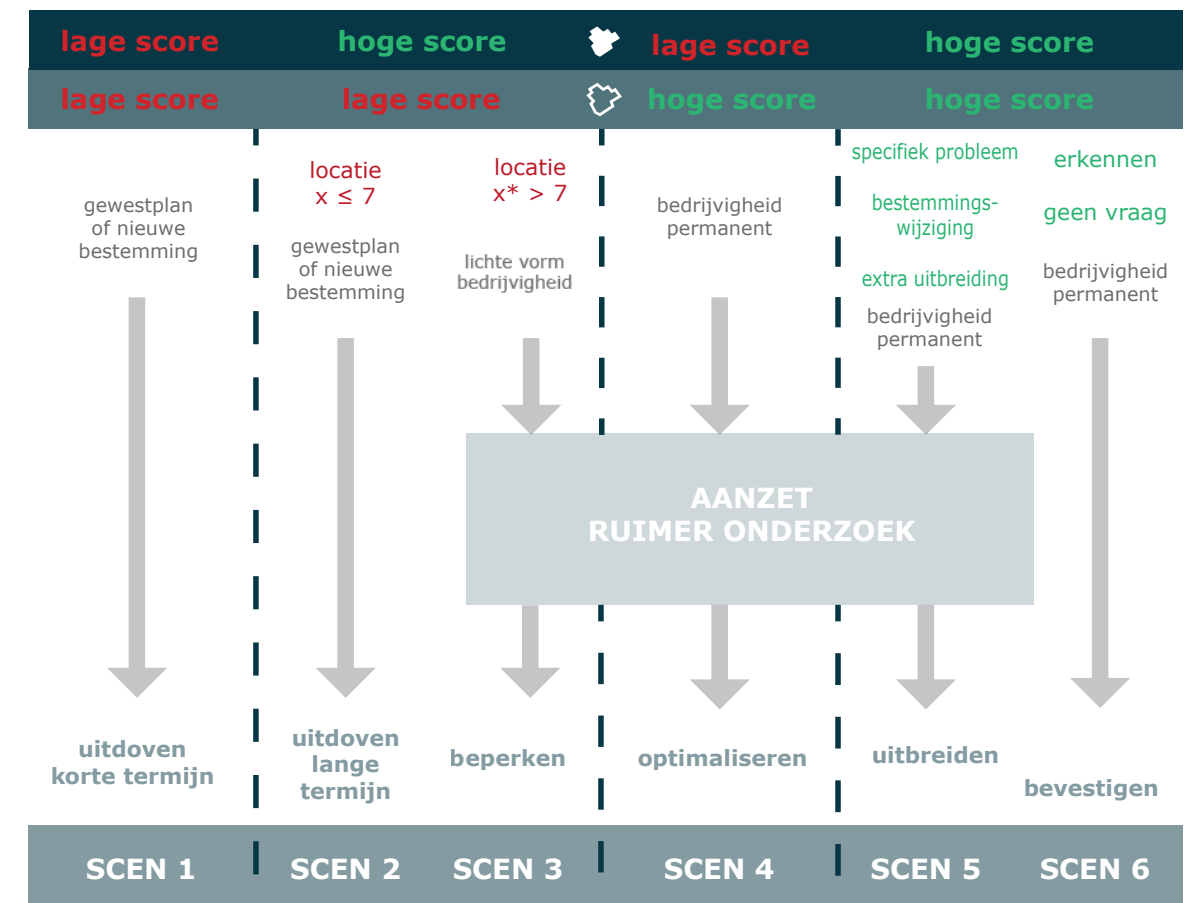 lage score hoge score lage score hoge score
lage score lage score hoge score hoge score
gewestplan
of nieuwe
bestemming
locatie
x ≤ 7
gewestplan
of nieuwe
bestemming
locatie
x* > 7
lichte vorm
bedrijvigheid
bedrijvigheid
permanent
specifiek probleem
bestemmings-
wijziging
extra uitbreiding
bedrijvigheid
permanent
erkennen
geen vraag
bedrijvigheid
permanent
AANZET
RUIMER ONDERZOEK
uitdoven
korte termijn
uitdoven
lange
termijn
beperken
optimaliseren
uitbreiden
bevestigen
SCEN 1 SCEN 2 SCEN 3 SCEN 4 SCEN 5 SCEN 6